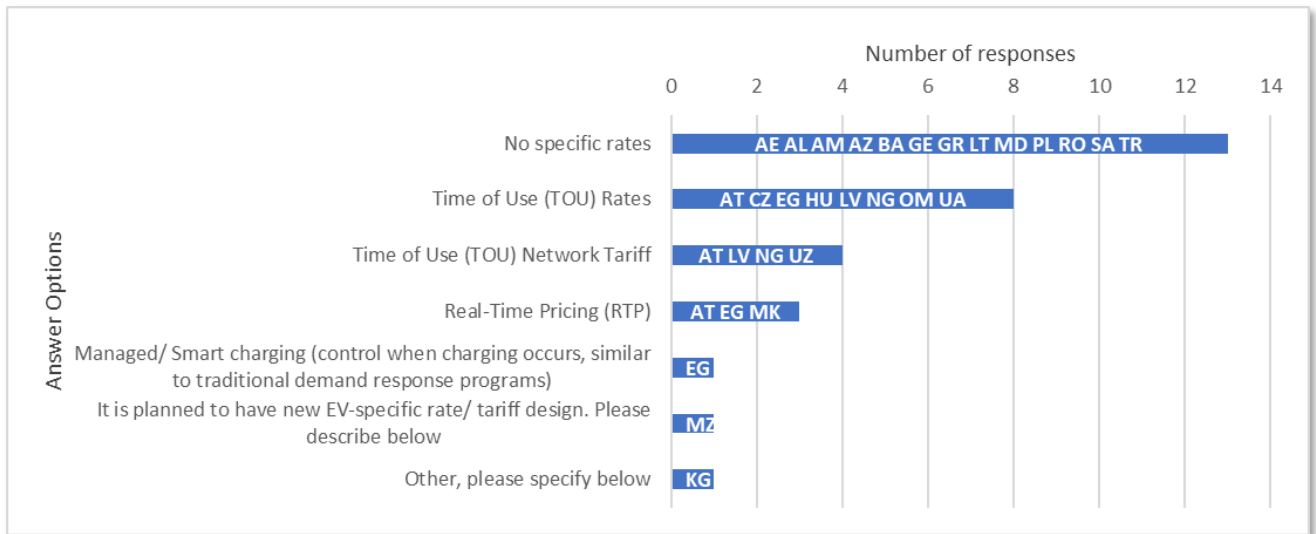 Number of responses
0 2 4 6 8 10 12 14
Answer Options
No specific rates
AE AL AM AZ BA GE GR LT MD PL RO SA TR
Time of Use (TOU) Rates
AT CZ EG HU LV NG OM UA
Time of Use (TOU) Network Tariff
AT LV NG UZ
Real-Time Pricing (RTP)
AT EG MK
Managed/ Smart charging (control when charging occurs, similar
to traditional demand response programs)
EG
It is planned to have new EV-specific rate/ tariff design. Please
describe below
MZ
Other, please specify below
KG